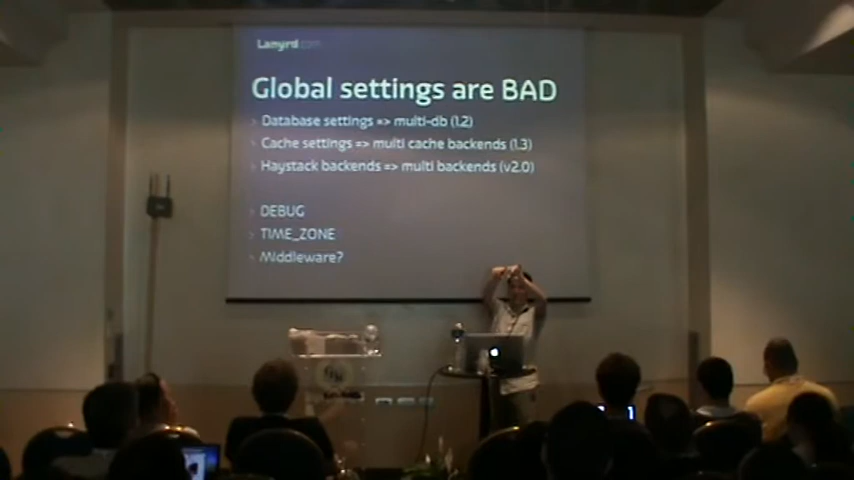 Lanyrd.com
Global settings are BAD
› Database settings => multi-db (1.2)
› Cache settings => multi cache backends (1.3)
› Haystack backends => multi backends (v2.0)
› DEBUG
› TIME_ZONE
› Middleware?